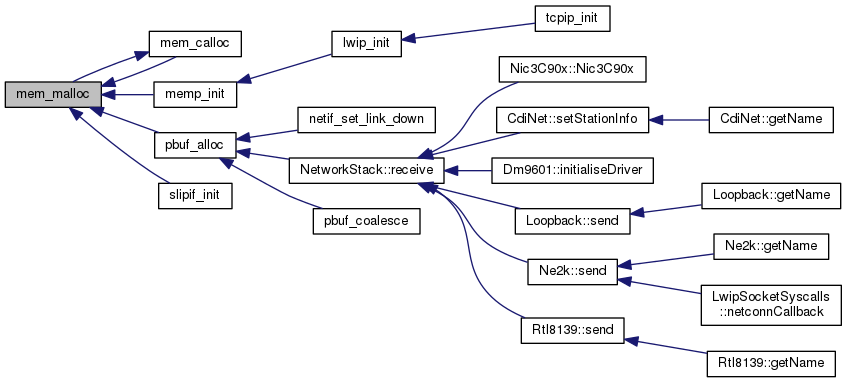 mem_malloc
mem_calloc
memp_init
lwip_init
tcpip_init
pbuf_alloc
netif_set_link_down
NetworkStack::receive
Nic3C90x::Nic3C90x
CdiNet::setStationInfo
CdiNet::getName
Dm9601::initialiseDriver
Loopback::send
Loopback::getName
Ne2k::send
Ne2k::getName
LwipSocketSyscalls
::netconnCallback
Rtl8139::send
Rtl8139::getName
pbuf_coalesce
slipif_init